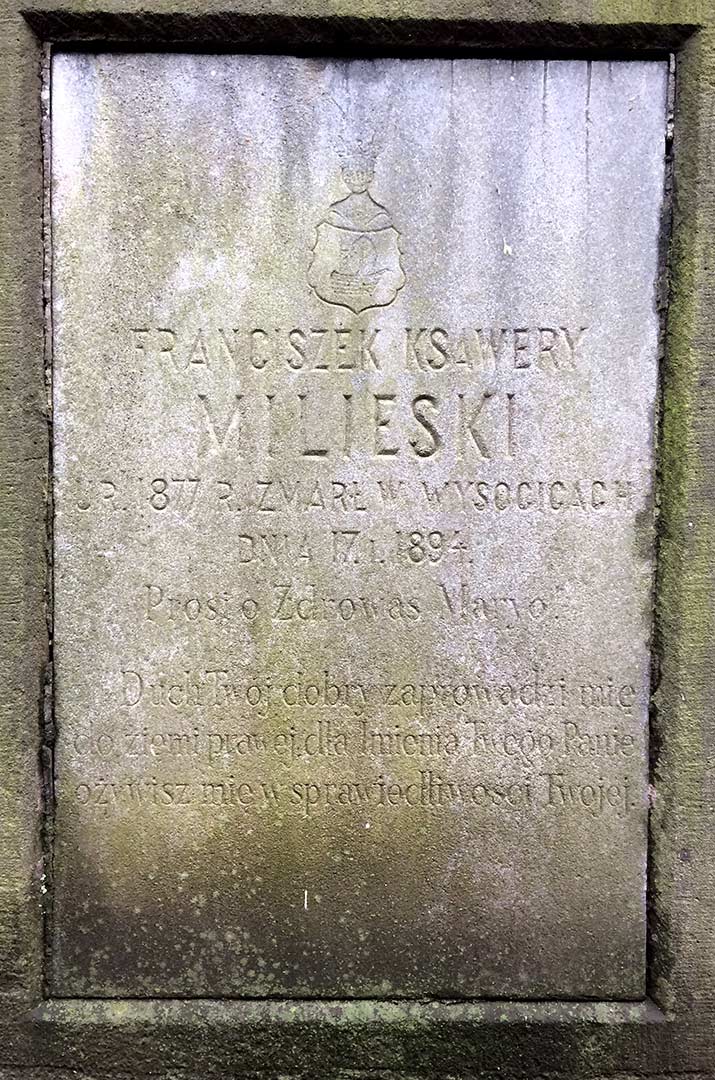 FRANCISZEK KSAWERY
MILIESKI
UR. 1877 R. ZMARŁ W WYSOCICACH
DNIA 17. I. 1894.
Prosi o Zdrowaś Maryo!
Duch Twój dobry zaprowadzi mię
do ziemi prawej, dla Imienia Twego Panie
ożywisz mię w sprawiedliwości Twojej.